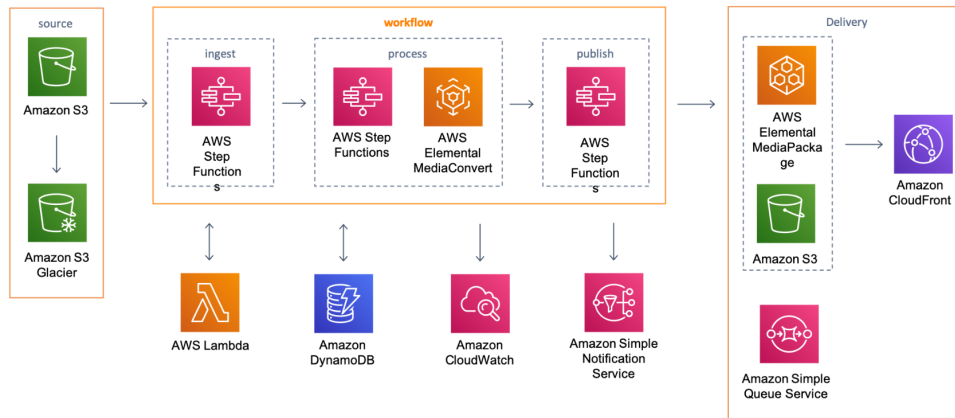 source
Amazon S3
Amazon S3
Glacier
workflow
ingest
AWS
Step
Function
s
process
AWS Step
Functions
AWS
Elemental
MediaConvert
publish
AWS
Step
Function
s
AWS Lambda
Amazon
DynamoDB
Amazon
CloudWatch
Amazon Simple
Notification
Service
Delivery
AWS
Elemental
MediaPacka
ge
Amazon S3
Amazon
CloudFront
Amazon Simple
Queue Service